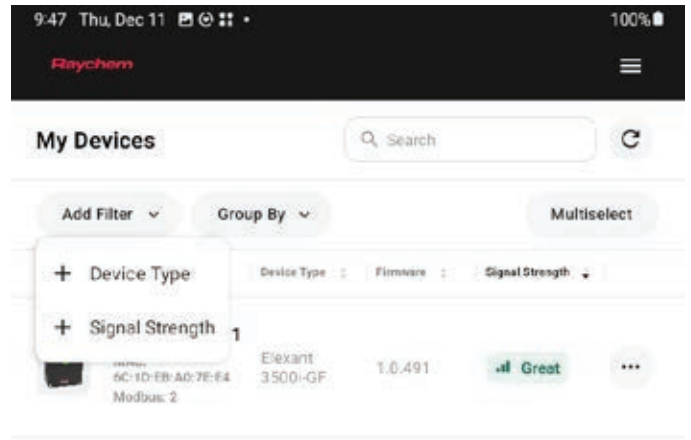 9:47 Thu, Dec 11
100%
Raychem
My Devices
Search
Add Filter
Group By
Multiselect
+ Device Type
Device Type
Firmware
Signal Strength
+ Signal Strength
1
6C:1D:EB:A0:7E:E4
Modbus: 2
Elexant
3500i-GF
1.0.491
Great